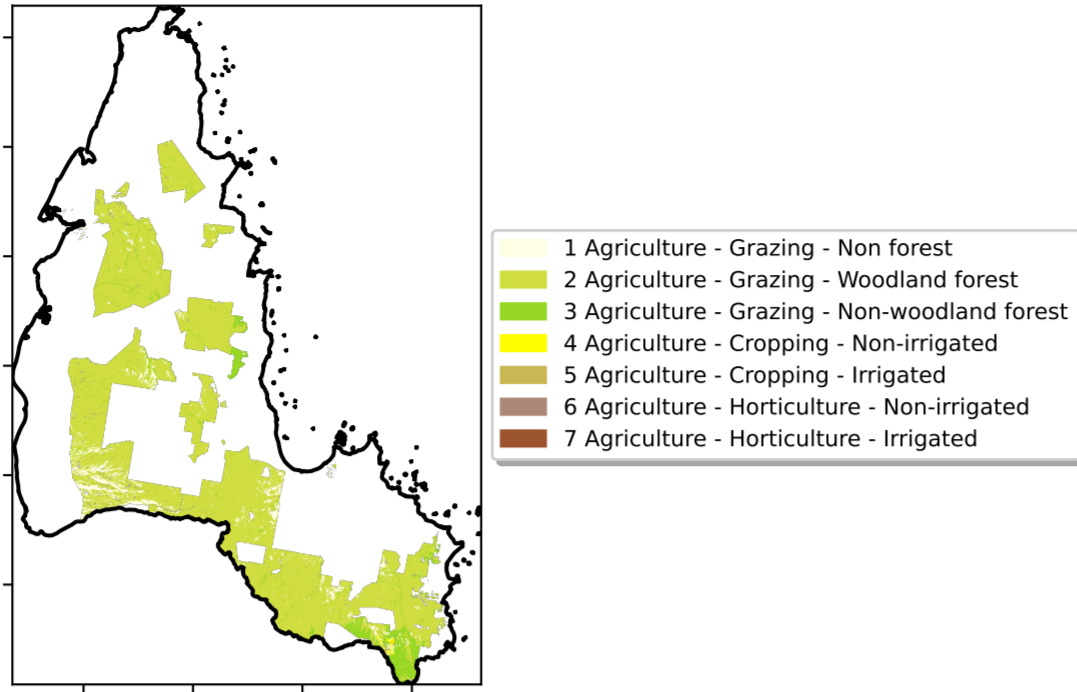 1 Agriculture - Grazing - Non forest
2 Agriculture - Grazing - Woodland forest
3 Agriculture - Grazing - Non-woodland forest
4 Agriculture - Cropping - Non-irrigated
5 Agriculture - Cropping - Irrigated
6 Agriculture - Horticulture - Non-irrigated
7 Agriculture - Horticulture - Irrigated